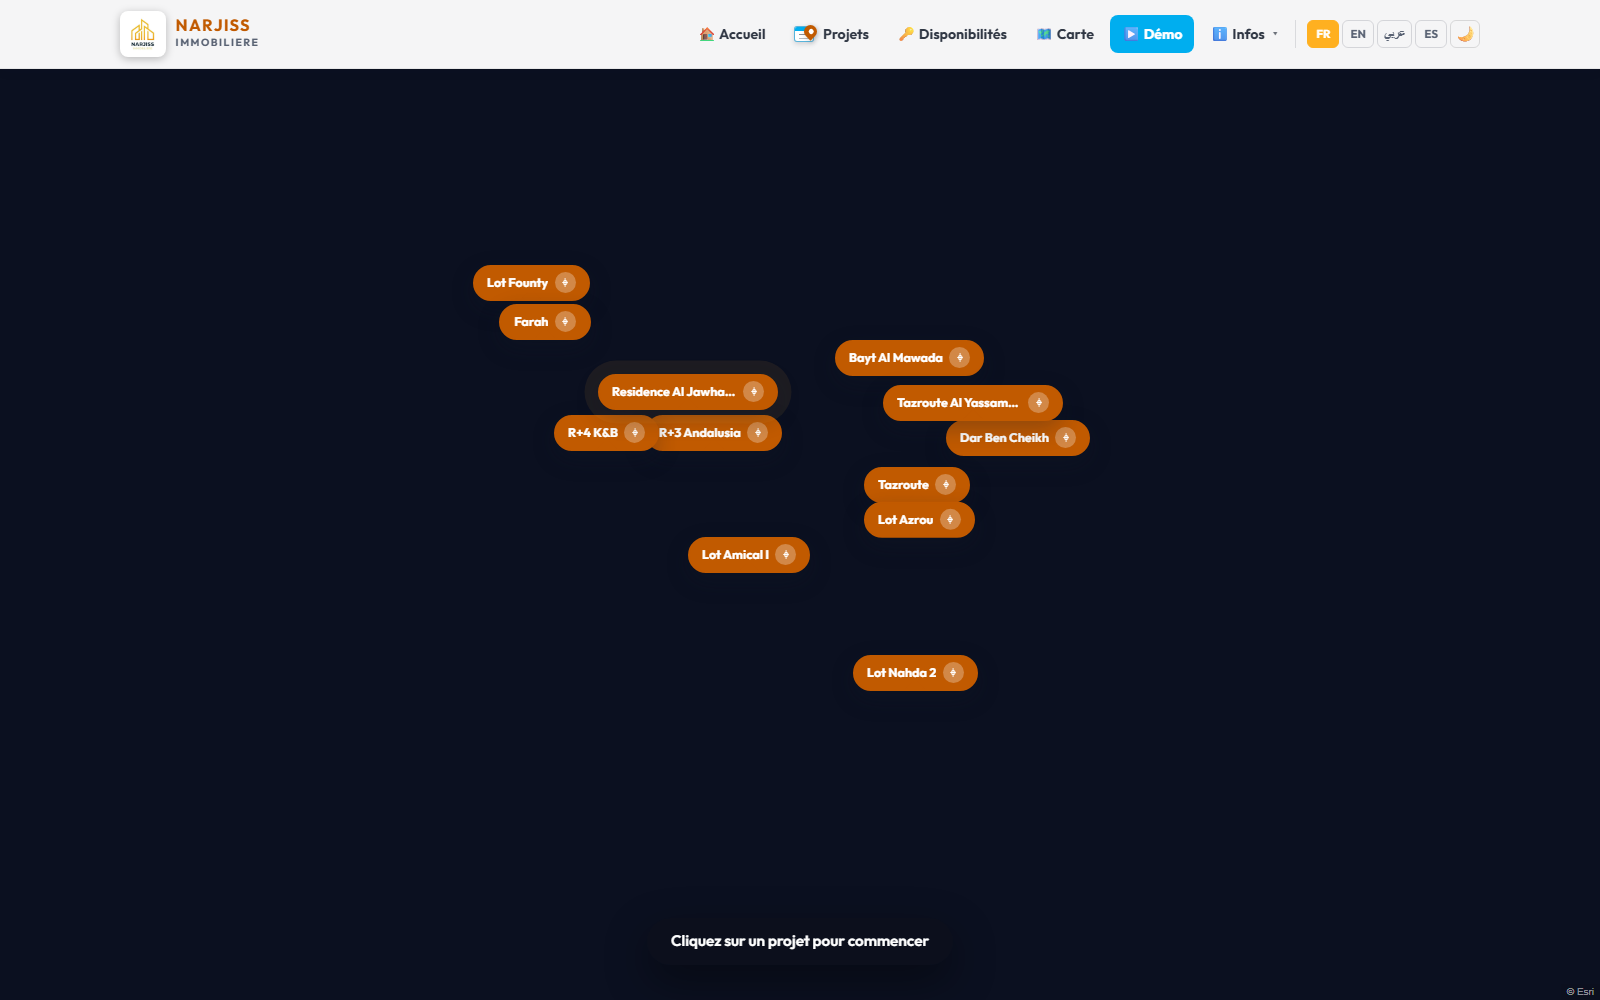 NARJISS
NARJISS
IMMOBILIERE
Accueil
Projets
Disponibilités
Carte
Démo
Infos
FR
EN
عربي
ES
Lot Founty
Farah
Bayt Al Mawada
Residence Al Jawha...
Tazroute Al Yassam...
R+4 K&B
R+3 Andalusia
Dar Ben Cheikh
Tazroute
Lot Azrou
Lot Amical I
Lot Nahda 2
Cliquez sur un projet pour commencer
© Esri